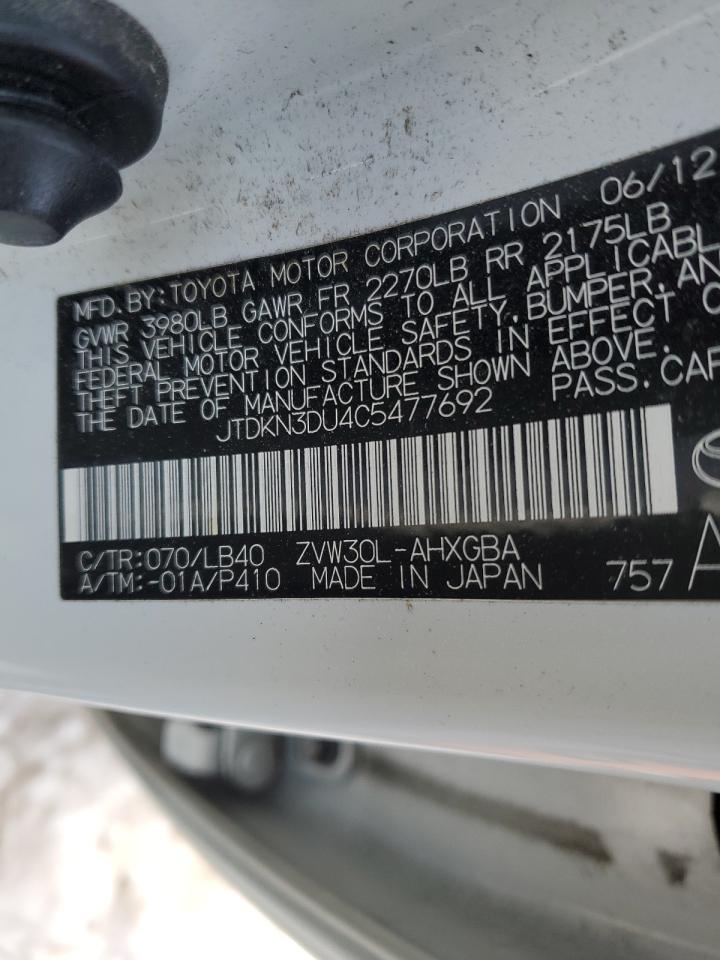 MFD.BY:TOYOTA MOTOR CORPORATION 06/12
GVWR 3980LB GAWR FR 2270LB RR 2175LB
THIS VEHICLE CONFORMS TO ALL APPLICABL
FEDERAL MOTOR VEHICLE SAFETY,BUMPER,AN
THEFT PREVENTION STANDARDS IN EFFECT O
THE DATE OF MANUFACTURE SHOWN ABOVE.
JTDKN3DU4C5477692 PASS.CAR
C/TR:070/LB40 ZVW30L-AHXGBA
A/TM:-01A/P410 MADE IN JAPAN 757 A